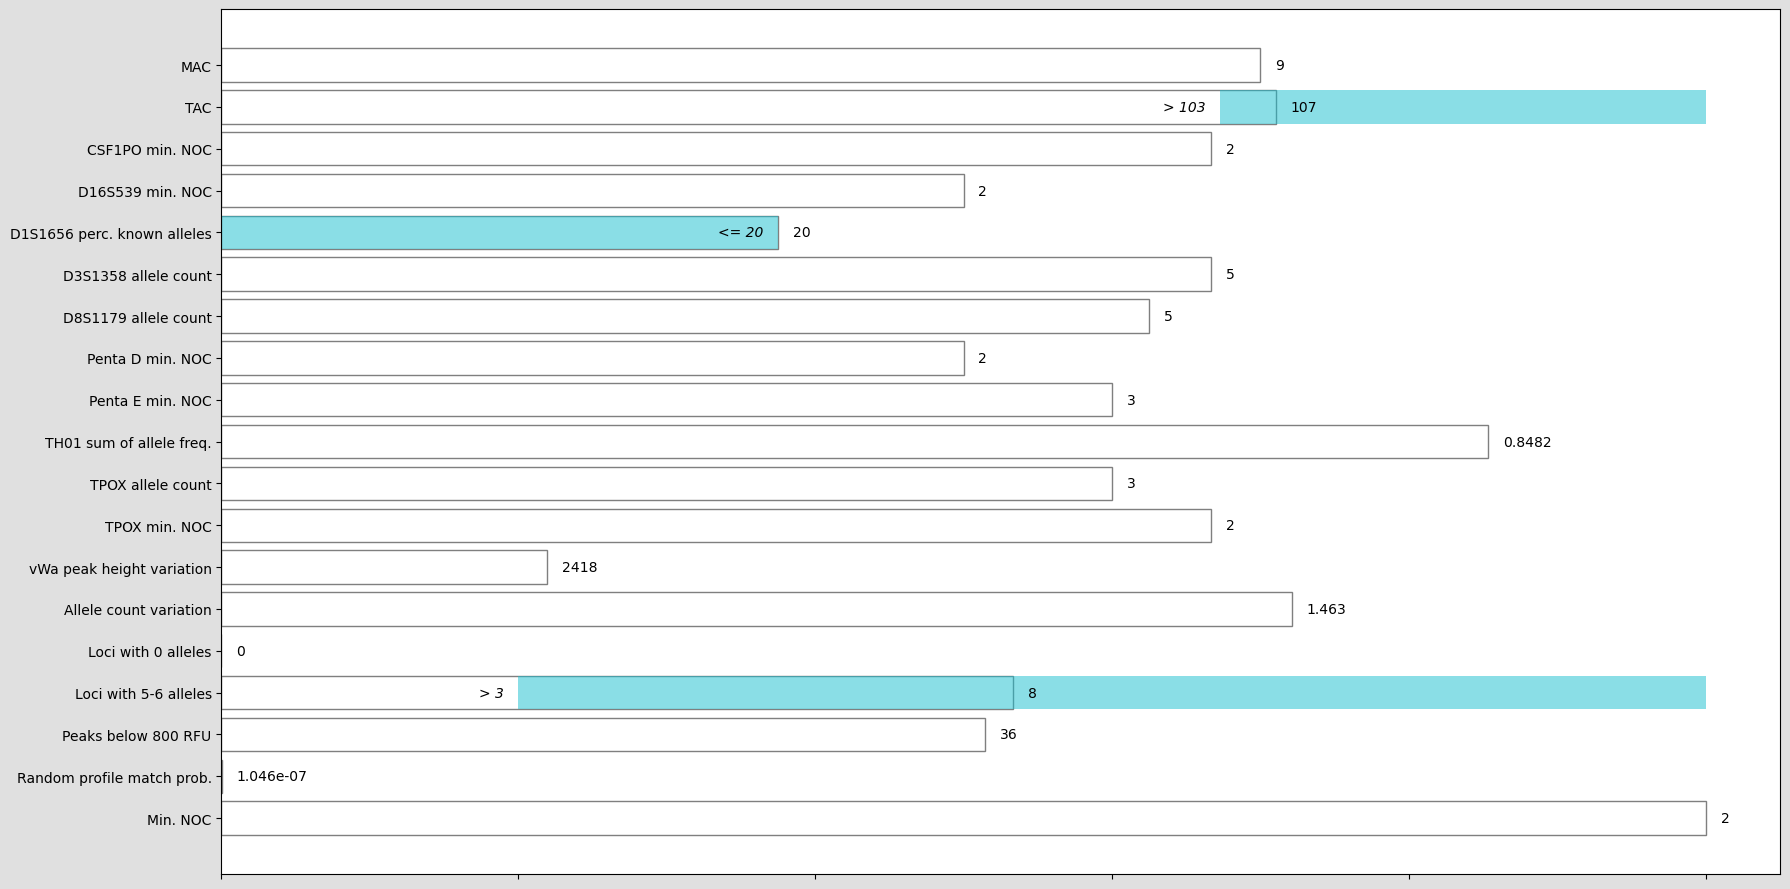 MAC 9
TAC > 103 107
CSF1PO min. NOC 2
D16S539 min. NOC 2
D1S1656 perc. known alleles <= 20 20
D3S1358 allele count 5
D8S1179 allele count 5
Penta D min. NOC 2
Penta E min. NOC 3
TH01 sum of allele freq. 0.8482
TPOX allele count 3
TPOX min. NOC 2
vWa peak height variation 2418
Allele count variation 1.463
Loci with 0 alleles 0
Loci with 5-6 alleles > 3 8
Peaks below 800 RFU 36
Random profile match prob. 1.046e-07
Min. NOC 2